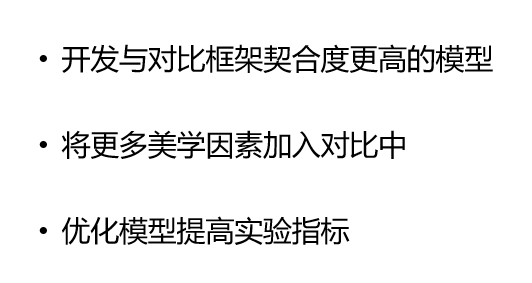 • 开发与对比框架契合度更高的模型
• 将更多美学因素加入对比中
• 优化模型提高实验指标